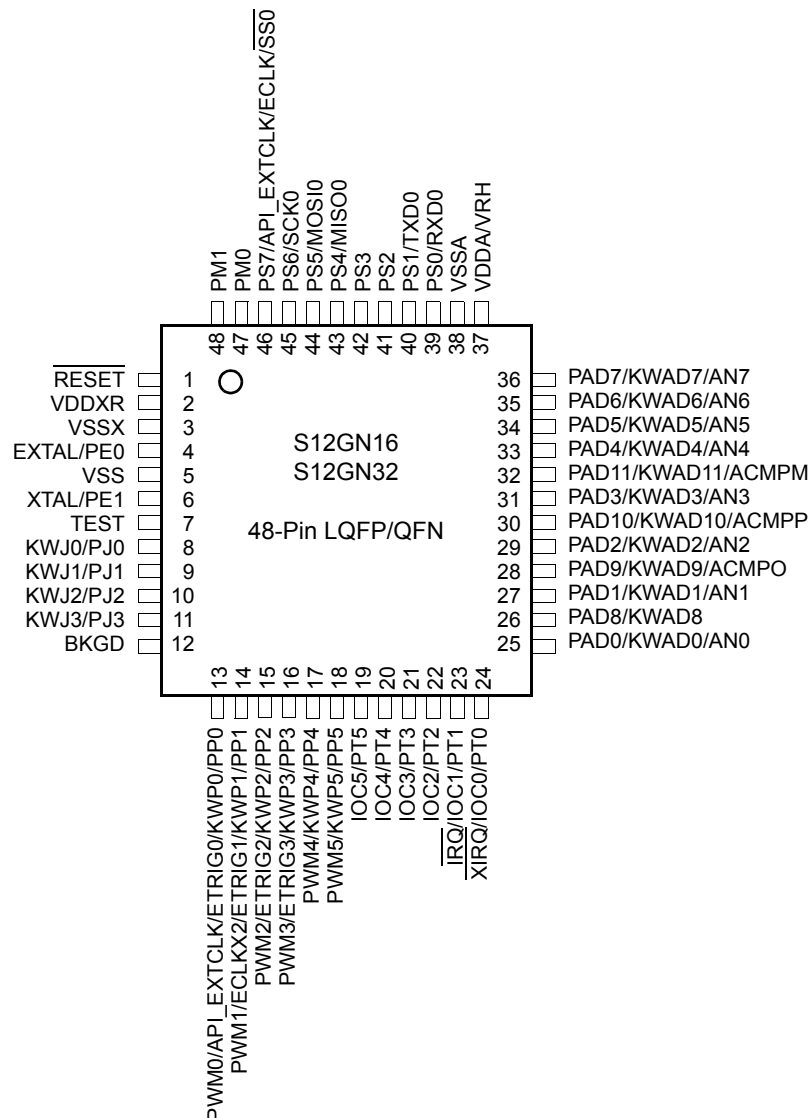 PS7/API_EXTCLK/ECLK/SS0
PM1
PM0
PS6/SCK0
PS5/MOSI0
PS4/MISO0
PS3
PS2
PS1/TXD0
PS0/RXD0
VSSA
VDDA/VRH
48
47
46
45
44
43
42
41
40
39
38
37
RESET 1
VDDXR 2
VSSX 3
EXTAL/PE0 4
VSS 5
XTAL/PE1 6
TEST 7
KWJ0/PJ0 8
KWJ1/PJ1 9
KWJ2/PJ2 10
KWJ3/PJ3 11
BKGD 12
S12GN16
S12GN32
48-Pin LQFP/QFN
36 PAD7/KWAD7/AN7
35 PAD6/KWAD6/AN6
34 PAD5/KWAD5/AN5
33 PAD4/KWAD4/AN4
32 PAD11/KWAD11/ACMPM
31 PAD3/KWAD3/AN3
30 PAD10/KWAD10/ACMPP
29 PAD2/KWAD2/AN2
28 PAD9/KWAD9/ACMPO
27 PAD1/KWAD1/AN1
26 PAD8/KWAD8
25 PAD0/KWAD0/AN0
13
14
15
16
17
18
19
20
21
22
23
24
PWM0/API_EXTCLK/ETRIG0/KWP0/PP0
PWM1/ECLKX2/ETRIG1/KWP1/PP1
PWM2/ETRIG2/KWP2/PP2
PWM3/ETRIG3/KWP3/PP3
PWM4/KWP4/PP4
PWM5/KWP5/PP5
IOC5/PT5
IOC4/PT4
IOC3/PT3
IOC2/PT2
IRQ/IOC1/PT1
XIRQ/IOC0/PT0